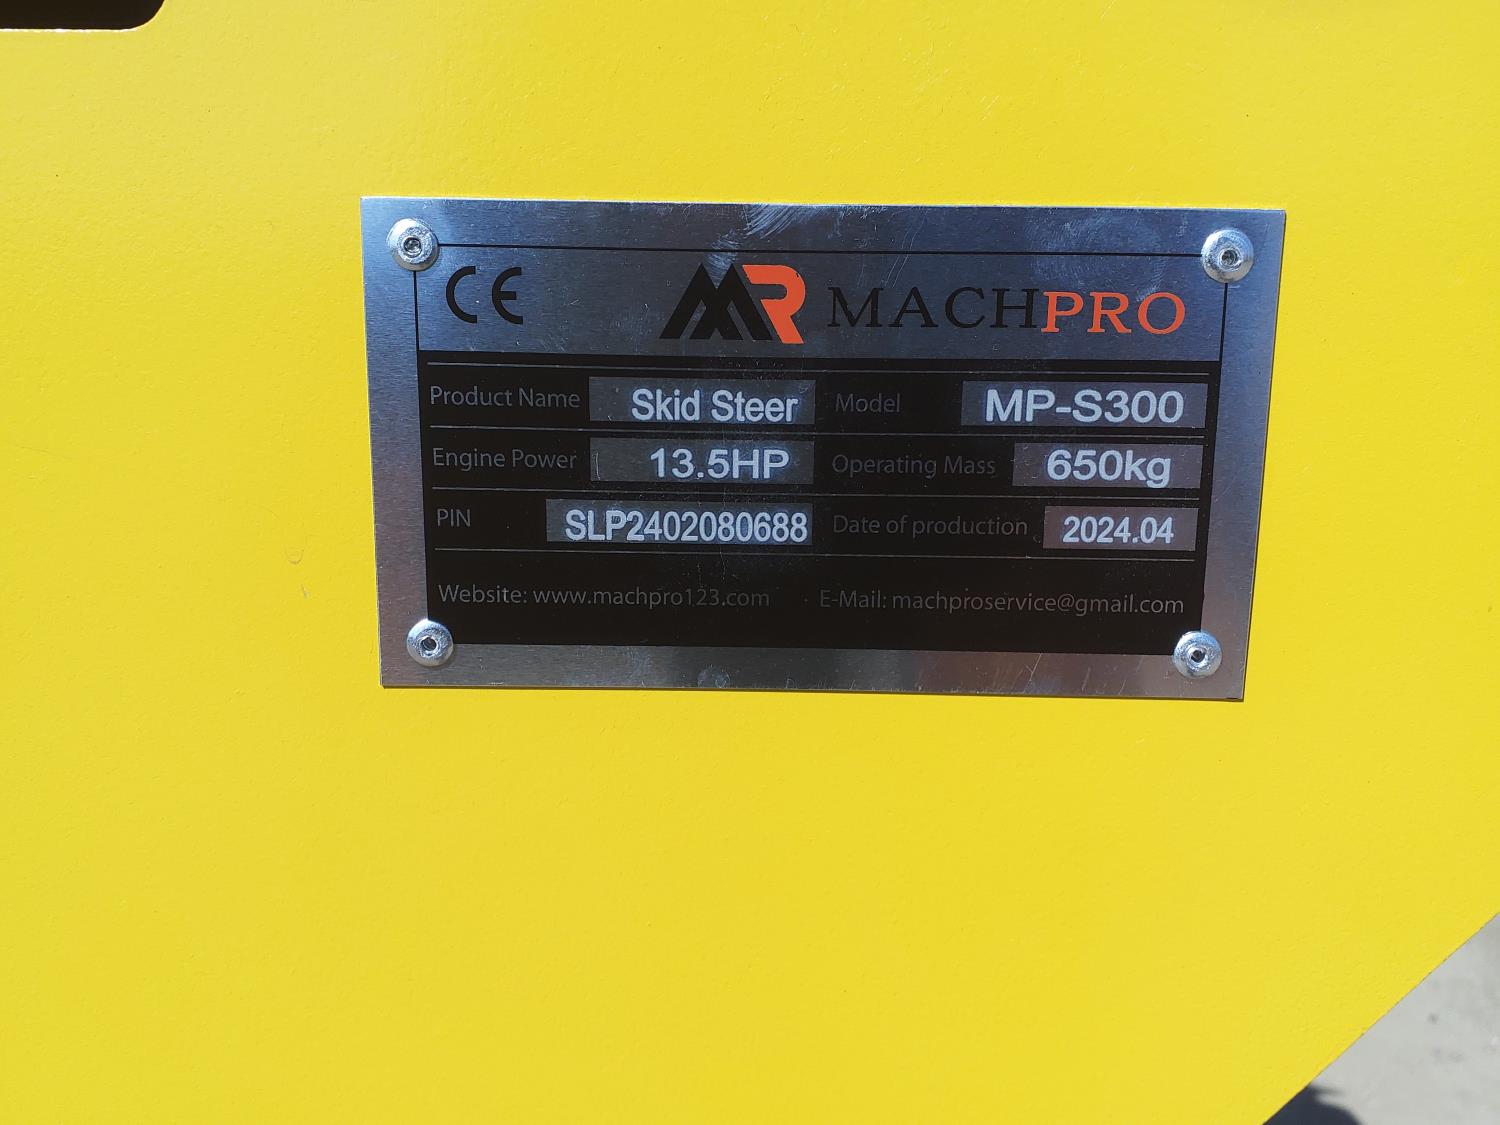 CE MR MACHPRO
Product Name Skid Steer Model MP-S300
Engine Power 13.5HP Operating Mass 650kg
PIN SLP2402080688 Date of production 2024.04
Website: www.machpro123.com E-Mail: machproservice@gmail.com